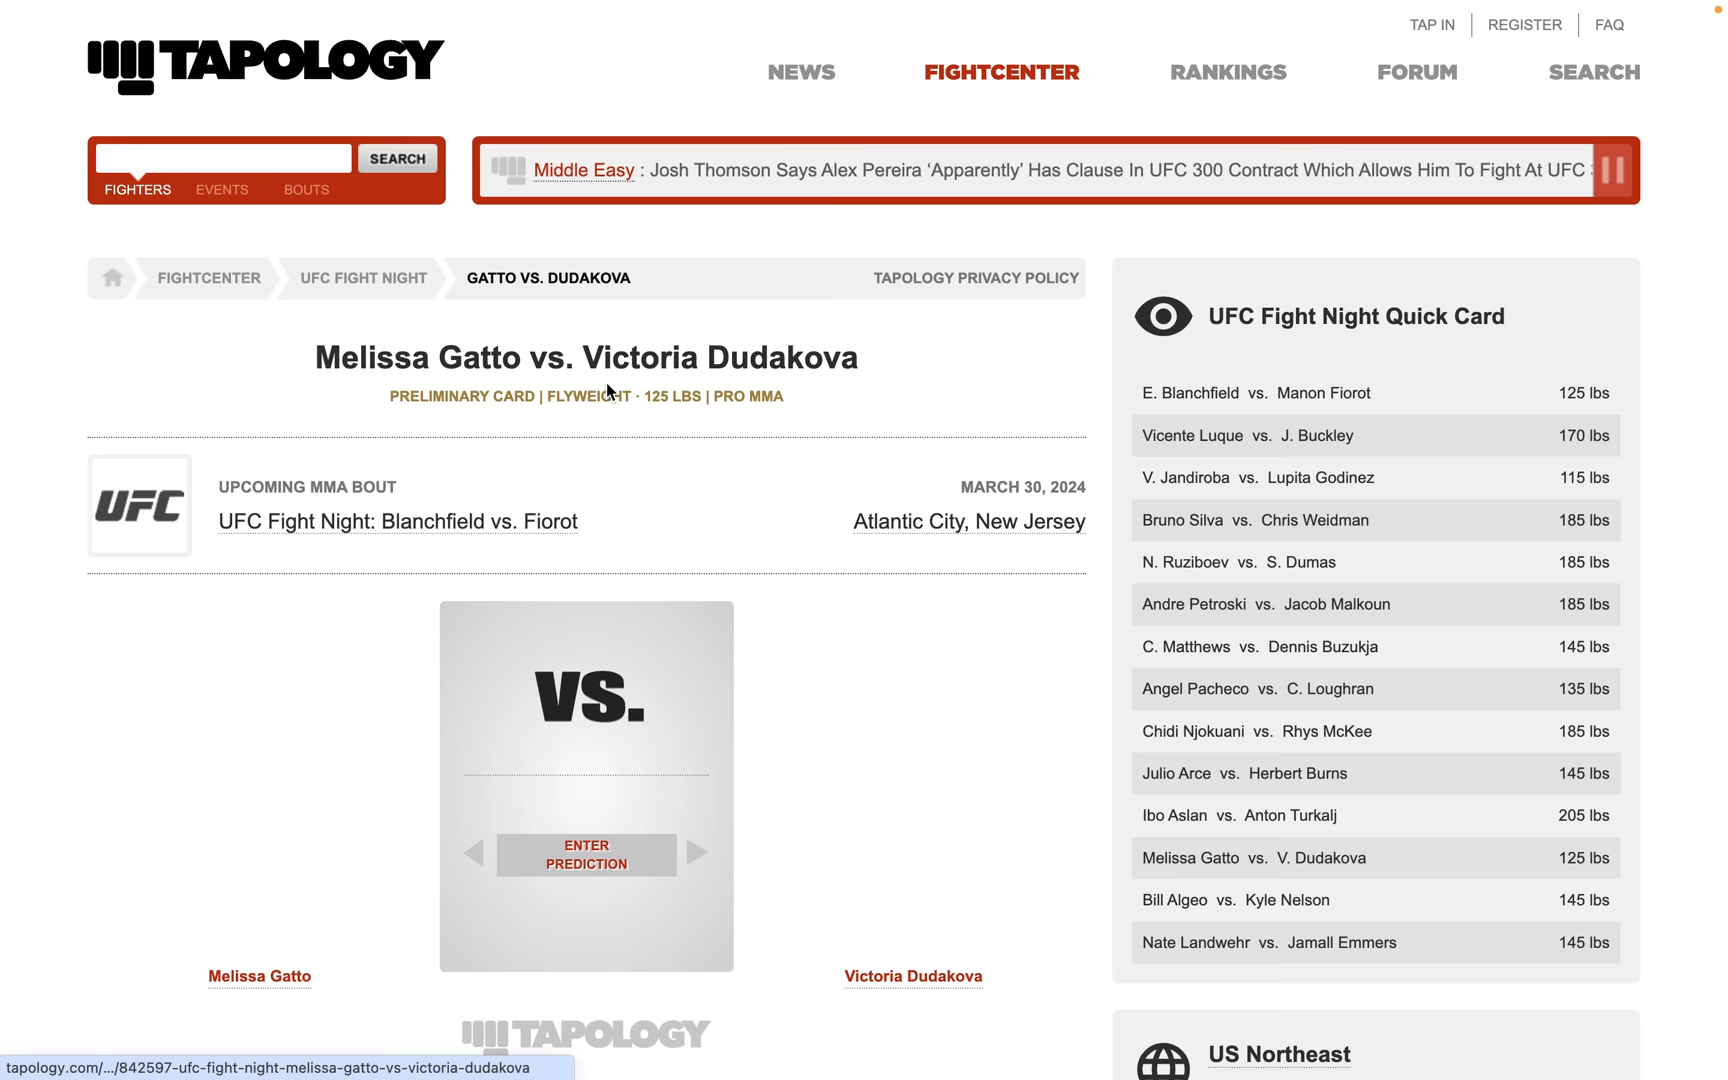 TAP IN
REGISTER
FAQ
TAPOLOGY
NEWS
FIGHTCENTER
RANKINGS
FORUM
SEARCH
SEARCH
FIGHTERS
EVENTS
BOUTS
Middle Easy : Josh Thomson Says Alex Pereira ‘Apparently’ Has Clause In UFC 300 Contract Which Allows Him To Fight At UFC
FIGHTCENTER
UFC FIGHT NIGHT
GATTO VS. DUDAKOVA
TAPOLOGY PRIVACY POLICY
Melissa Gatto vs. Victoria Dudakova
PRELIMINARY CARD | FLYWEIGHT · 125 LBS | PRO MMA
UFC
UPCOMING MMA BOUT
MARCH 30, 2024
UFC Fight Night: Blanchfield vs. Fiorot
Atlantic City, New Jersey
VS.
ENTER
PREDICTION
Melissa Gatto
Victoria Dudakova
TAPOLOGY
UFC Fight Night Quick Card
E. Blanchfield vs. Manon Fiorot 125 lbs
Vicente Luque vs. J. Buckley 170 lbs
V. Jandiroba vs. Lupita Godinez 115 lbs
Bruno Silva vs. Chris Weidman 185 lbs
N. Ruziboev vs. S. Dumas 185 lbs
Andre Petroski vs. Jacob Malkoun 185 lbs
C. Matthews vs. Dennis Buzukja 145 lbs
Angel Pacheco vs. C. Loughran 135 lbs
Chidi Njokuani vs. Rhys McKee 185 lbs
Julio Arce vs. Herbert Burns 145 lbs
Ibo Aslan vs. Anton Turkalj 205 lbs
Melissa Gatto vs. V. Dudakova 125 lbs
Bill Algeo vs. Kyle Nelson 145 lbs
Nate Landwehr vs. Jamall Emmers 145 lbs
US Northeast
tapology.com/.../842597-ufc-fight-night-melissa-gatto-vs-victoria-dudakova